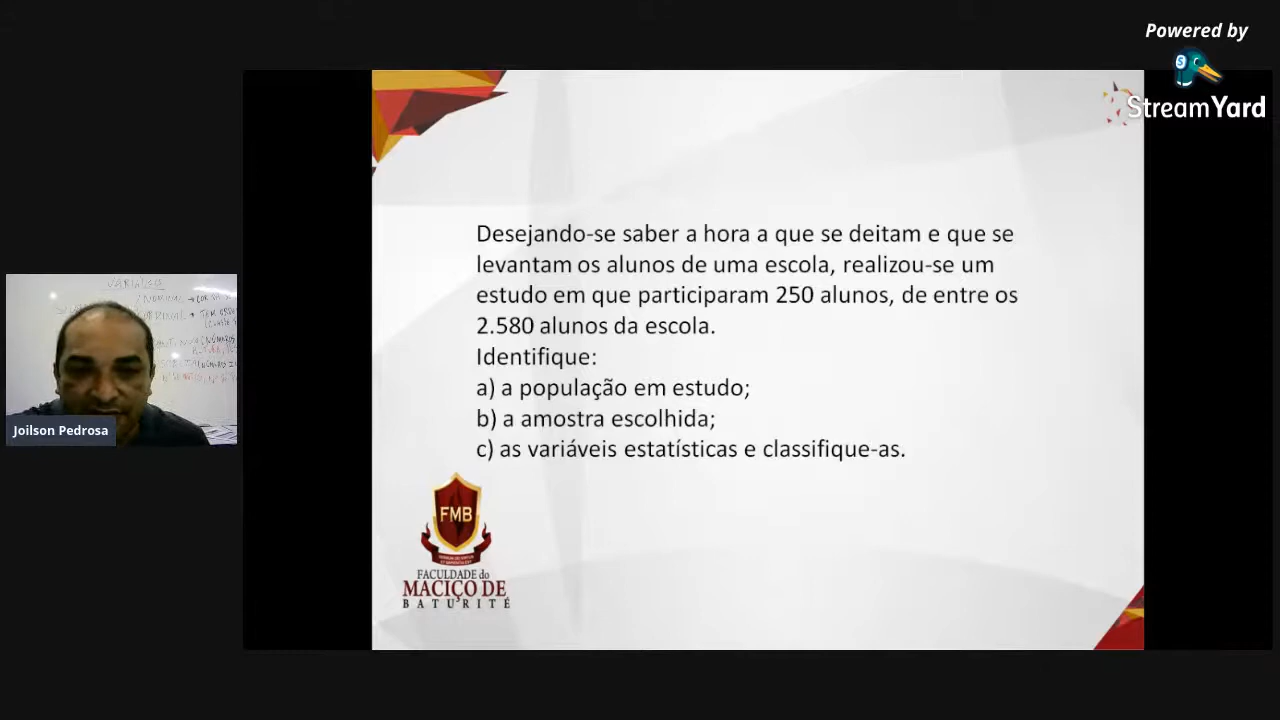 Powered by
StreamYard
Desejando-se saber a hora a que se deitam e que se
levantam os alunos de uma escola, realizou-se um
estudo em que participaram 250 alunos, de entre os
2.580 alunos da escola.
Identifique:
a) a população em estudo;
b) a amostra escolhida;
c) as variáveis estatísticas e classifique-as.
VARIÁVEL
Joilson Pedrosa
FMB
FACULDADE do
MACIÇO DE
BATURITÉ